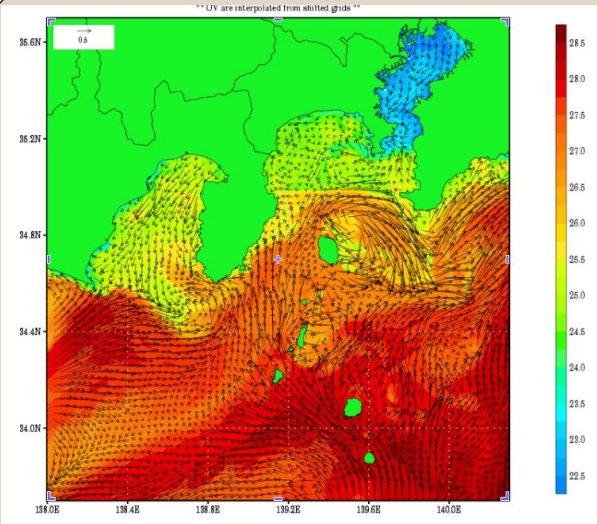 ** UV are interpolated from shifted grids **
0.5
35.6N
35.2N
34.8N
34.4N
34.0N
138.0E 138.4E 138.8E 139.2E 139.6E 140.0E
28.5
28.0
27.5
27.0
26.5
26.0
25.5
25.0
24.5
24.0
23.5
23.0
22.5